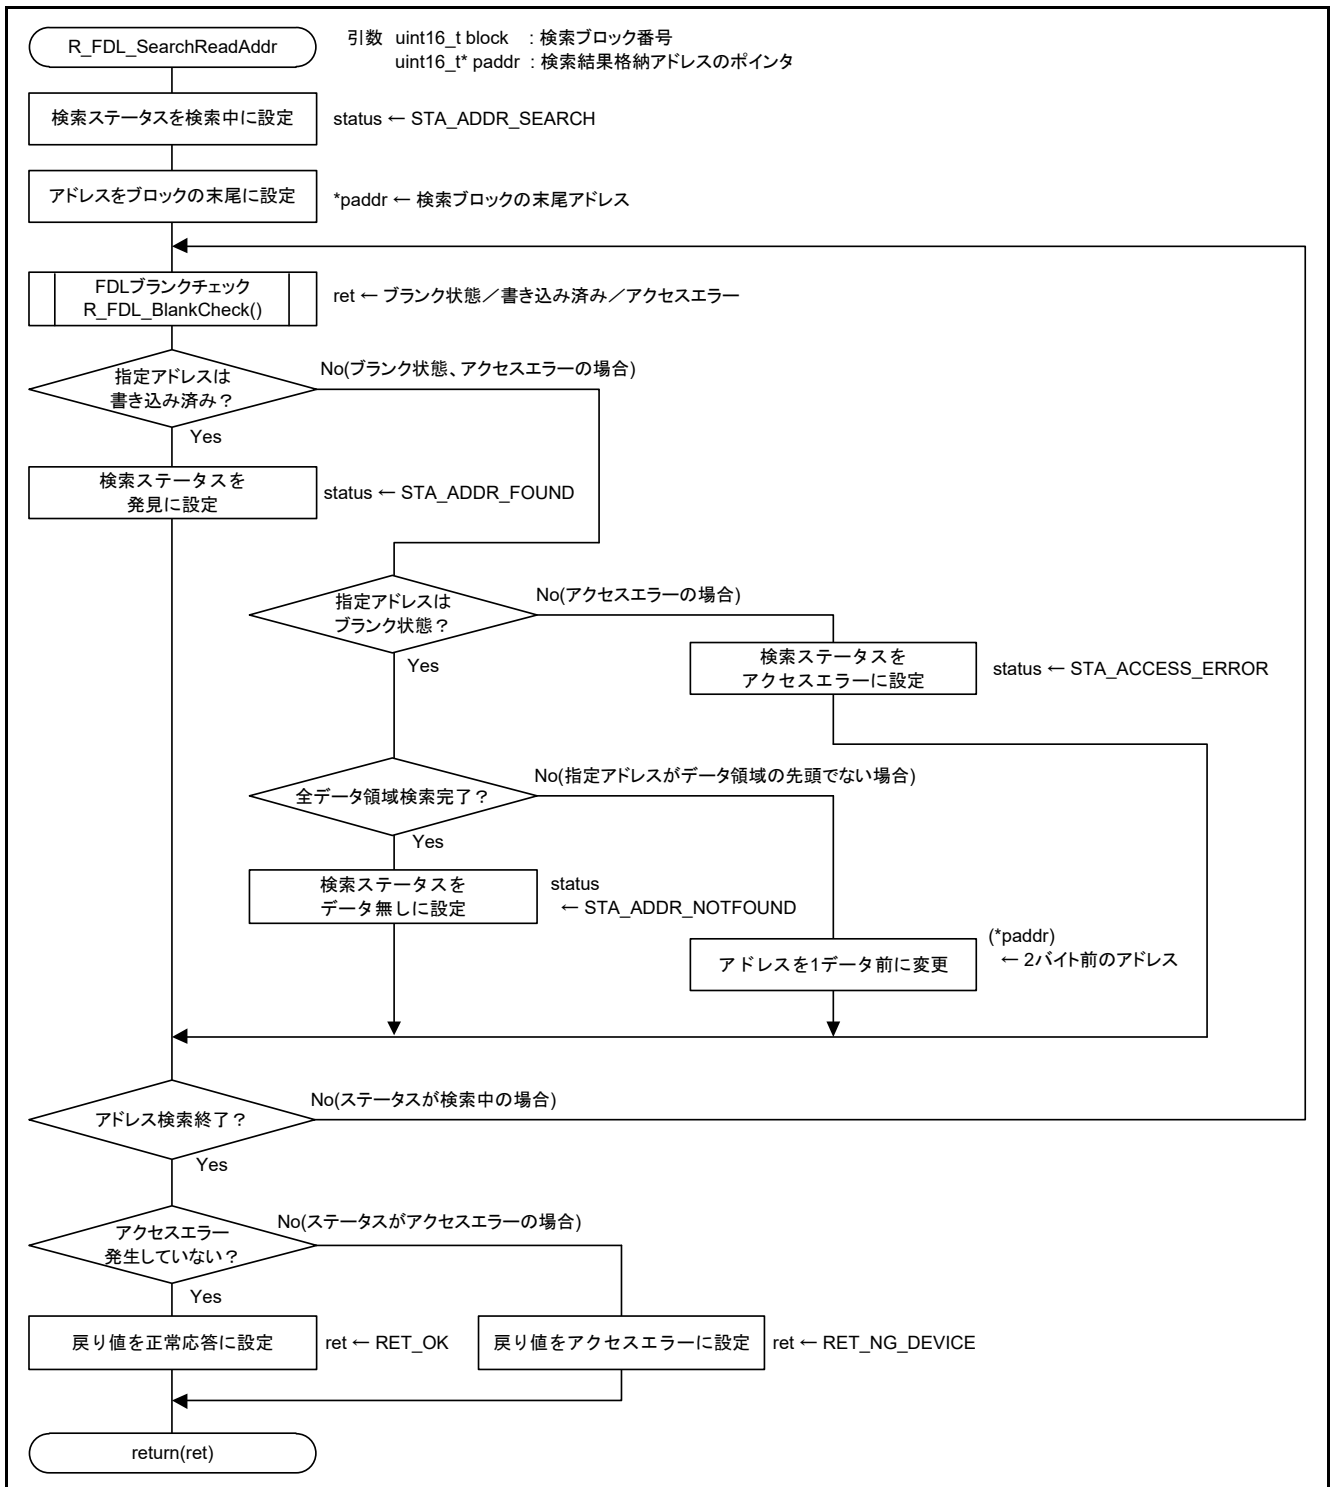 R_FDL_SearchReadAddr
引数 uint16_t block : 検索ブロック番号
uint16_t* paddr : 検索結果格納アドレスのポインタ
検索ステータスを検索中に設定
status ← STA_ADDR_SEARCH
アドレスをブロックの末尾に設定
*paddr ← 検索ブロックの末尾アドレス
FDLブランクチェック
R_FDL_BlankCheck()
ret ← ブランク状態／書き込み済み／アクセスエラー
No(ブランク状態、アクセスエラーの場合)
指定アドレスは
書き込み済み？
Yes
検索ステータスを
発見に設定
status ← STA_ADDR_FOUND
指定アドレスは
ブランク状態？
No(アクセスエラーの場合)
Yes
検索ステータスを
アクセスエラーに設定
status ← STA_ACCESS_ERROR
No(指定アドレスがデータ領域の先頭でない場合)
全データ領域検索完了？
Yes
検索ステータスを
データ無しに設定
status
← STA_ADDR_NOTFOUND
アドレスを1データ前に変更
(*paddr)
← 2バイト前のアドレス
No(ステータスが検索中の場合)
アドレス検索終了？
Yes
アクセスエラー
発生していない？
No(ステータスがアクセスエラーの場合)
Yes
戻り値を正常応答に設定
ret ← RET_OK
戻り値をアクセスエラーに設定
ret ← RET_NG_DEVICE
return(ret)